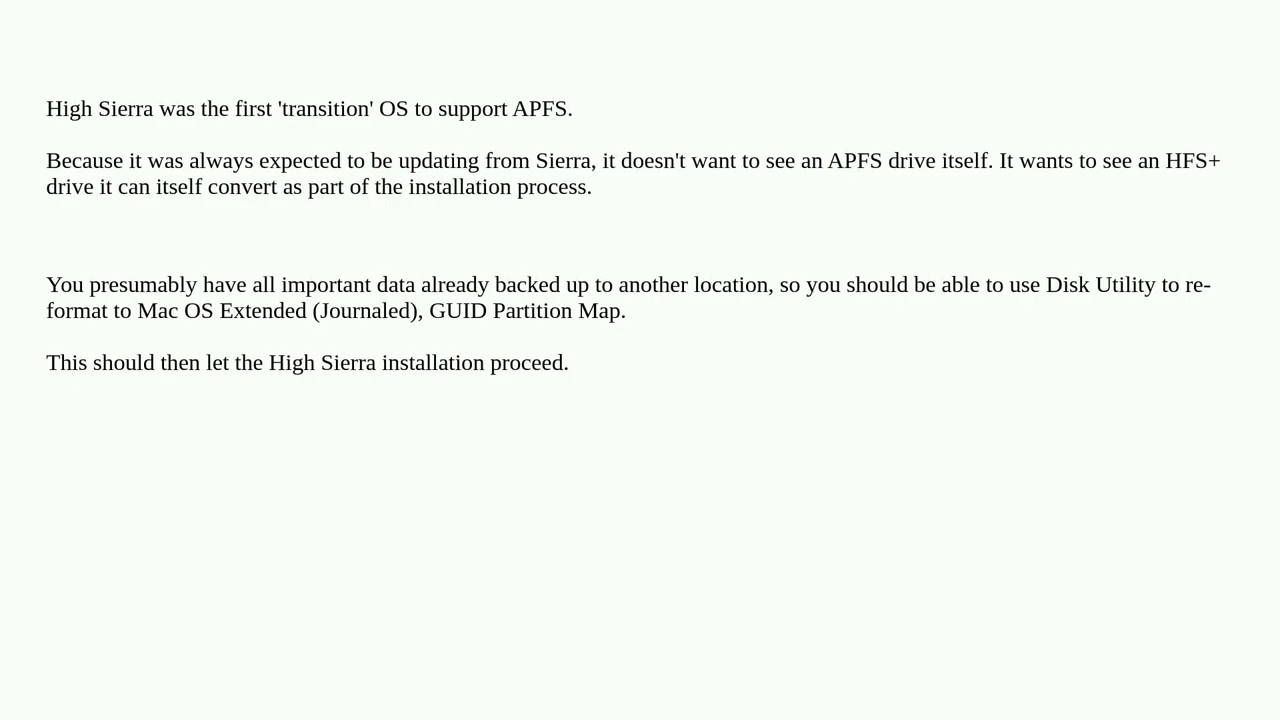 High Sierra was the first 'transition' OS to support APFS.
Because it was always expected to be updating from Sierra, it doesn't want to see an APFS drive itself. It wants to see an HFS+
drive it can itself convert as part of the installation process.
You presumably have all important data already backed up to another location, so you should be able to use Disk Utility to re-
format to Mac OS Extended (Journaled), GUID Partition Map.
This should then let the High Sierra installation proceed.